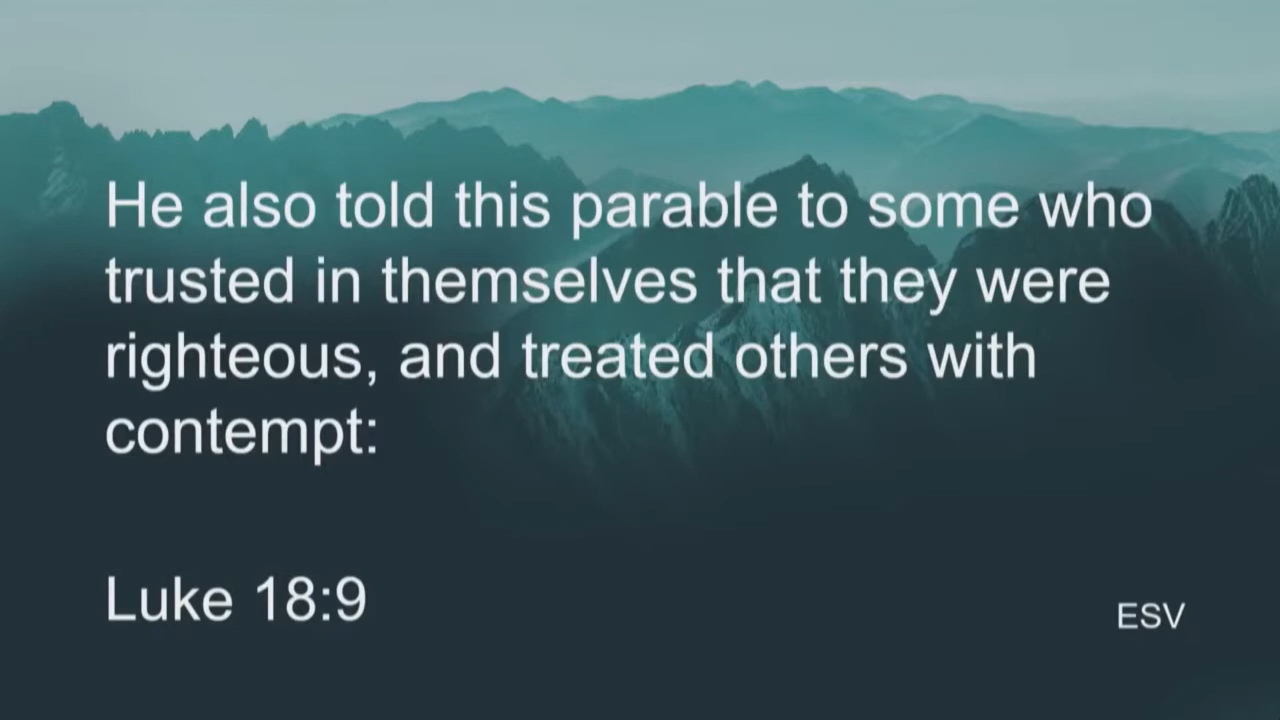 He also told this parable to some who
trusted in themselves that they were
righteous, and treated others with
contempt:
Luke 18:9
ESV